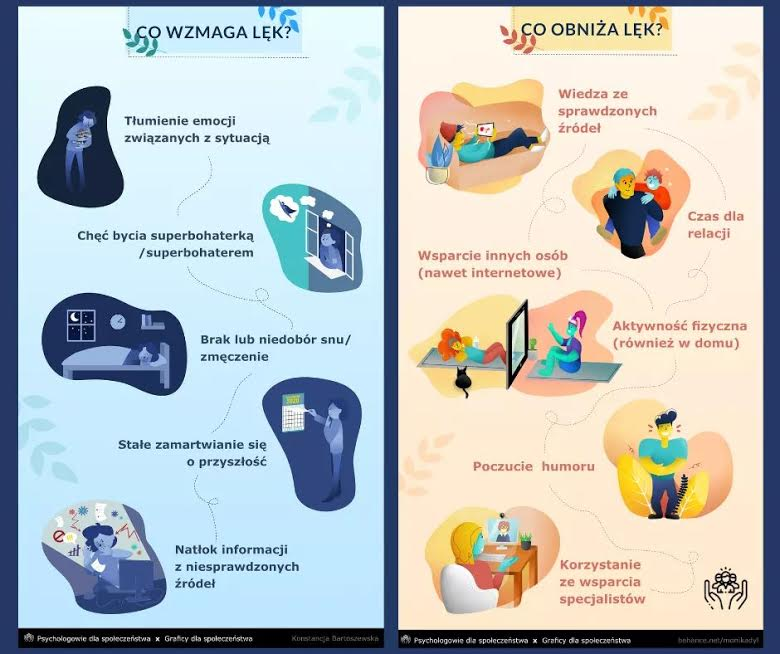 CO WZMAGA LĘK?
Tłumienie emocji
związanych z sytuacją
Chęć bycia superbohaterką
/superbohaterem
Brak lub niedobór snu/
zmęczenie
2020
Stałe zamartwianie się
o przyszłość
Natłok informacji
z niesprawdzonych
źródeł
Psychologowie dla społeczeństwa x Graficy dla społeczeństwa
Konstancja Bartoszewska
CO OBNIŻA LĘK?
Wiedza ze
sprawdzonych
źródeł
Czas dla
relacji
Wsparcie innych osób
(nawet internetowe)
Aktywność fizyczna
(również w domu)
Poczucie humoru
Korzystanie
ze wsparcia
specjalistów
Psychologowie dla społeczeństwa x Graficy dla społeczeństwa
behance.net/monikadyl